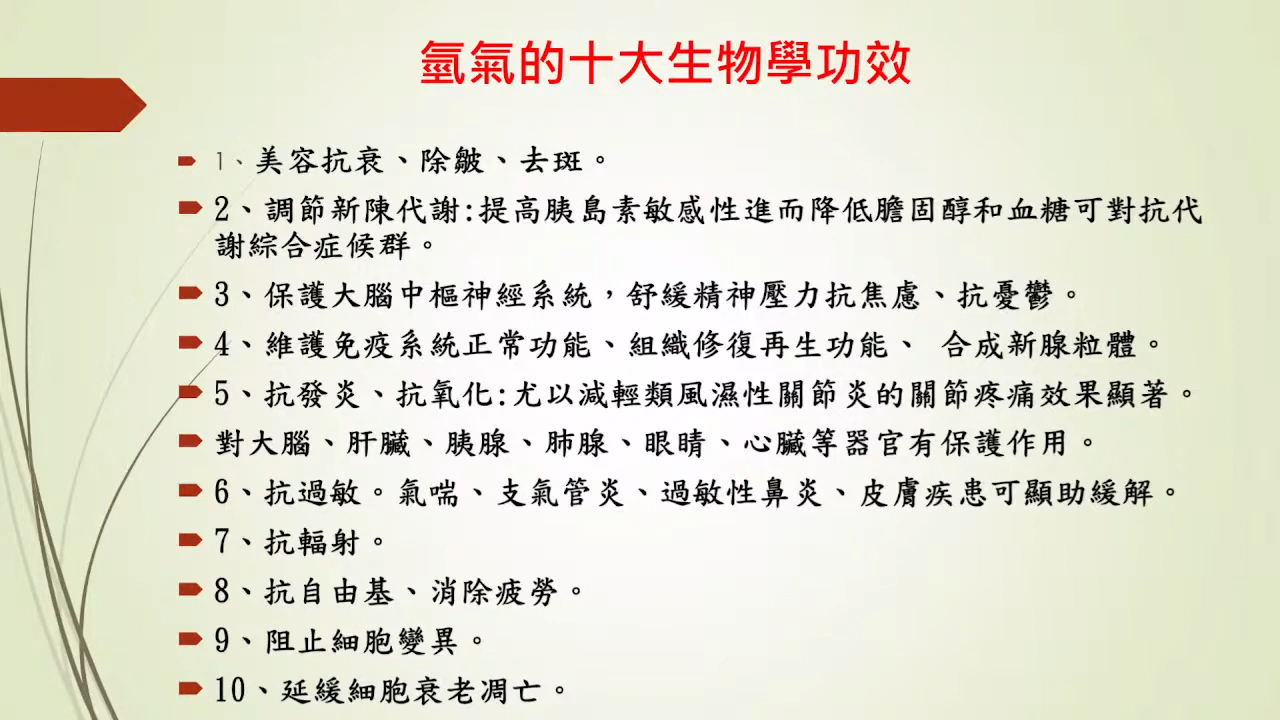 氫氣的十大生物學功效
1、美容抗衰、除皺、去斑。
2、調節新陳代謝:提高胰島素敏感性進而降低膽固醇和血糖可對抗代
謝綜合症候群。
3、保護大腦中樞神經系統，舒緩精神壓力抗焦慮、抗憂鬱。
4、維護免疫系統正常功能、組織修復再生功能、 合成新腺粒體。
5、抗發炎、抗氧化:尤以減輕類風濕性關節炎的關節疼痛效果顯著。
對大腦、肝臟、胰腺、肺腺、眼睛、心臟等器官有保護作用。
6、抗過敏。氣喘、支氣管炎、過敏性鼻炎、皮膚疾患可顯助緩解。
7、抗輻射。
8、抗自由基、消除疲勞。
9、阻止細胞變異。
10、延緩細胞衰老凋亡。